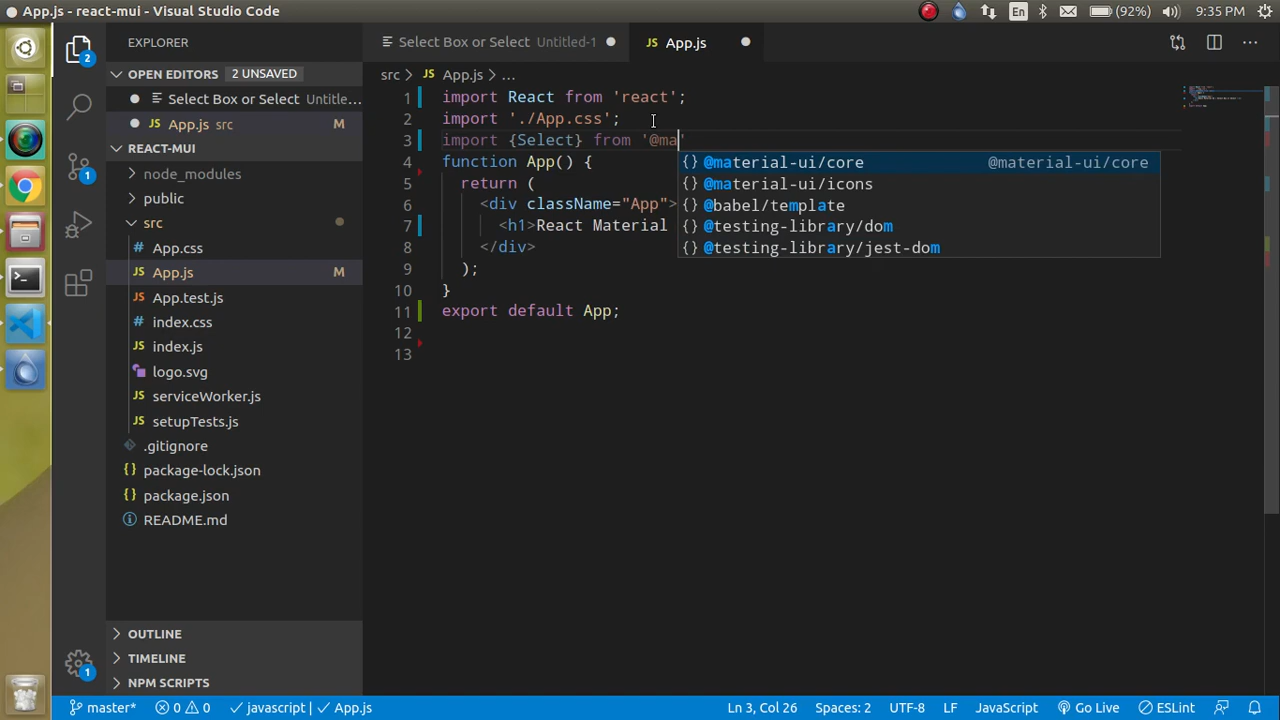 App.js - react-mui - Visual Studio Code
En (92%) 9:35 PM
EXPLORER
OPEN EDITORS 2 UNSAVED
Select Box or Select Untitle...
App.js src M
REACT-MUI
node_modules
public
src
App.css
App.js M
App.test.js
index.css
index.js
logo.svg
serviceWorker.js
setupTests.js
.gitignore
package-lock.json
package.json
README.md
OUTLINE
TIMELINE
NPM SCRIPTS
2
1
1
Select Box or Select Untitled-1
JS App.js
src > JS App.js > ...
1 import React from 'react';
2 import './App.css';
3 import {Select} from '@ma'
4 function App() {
5 return (
6 <div className="App">
7 <h1>React Material
8 </div>
9 );
10 }
11 export default App;
12
13
{} @material-ui/core @material-ui/core
{} @material-ui/icons
{} @babel/template
{} @testing-library/dom
{} @testing-library/jest-dom
master* 0 0 javascript | App.js Ln 3, Col 26 Spaces: 2 UTF-8 LF JavaScript Go Live ESLint